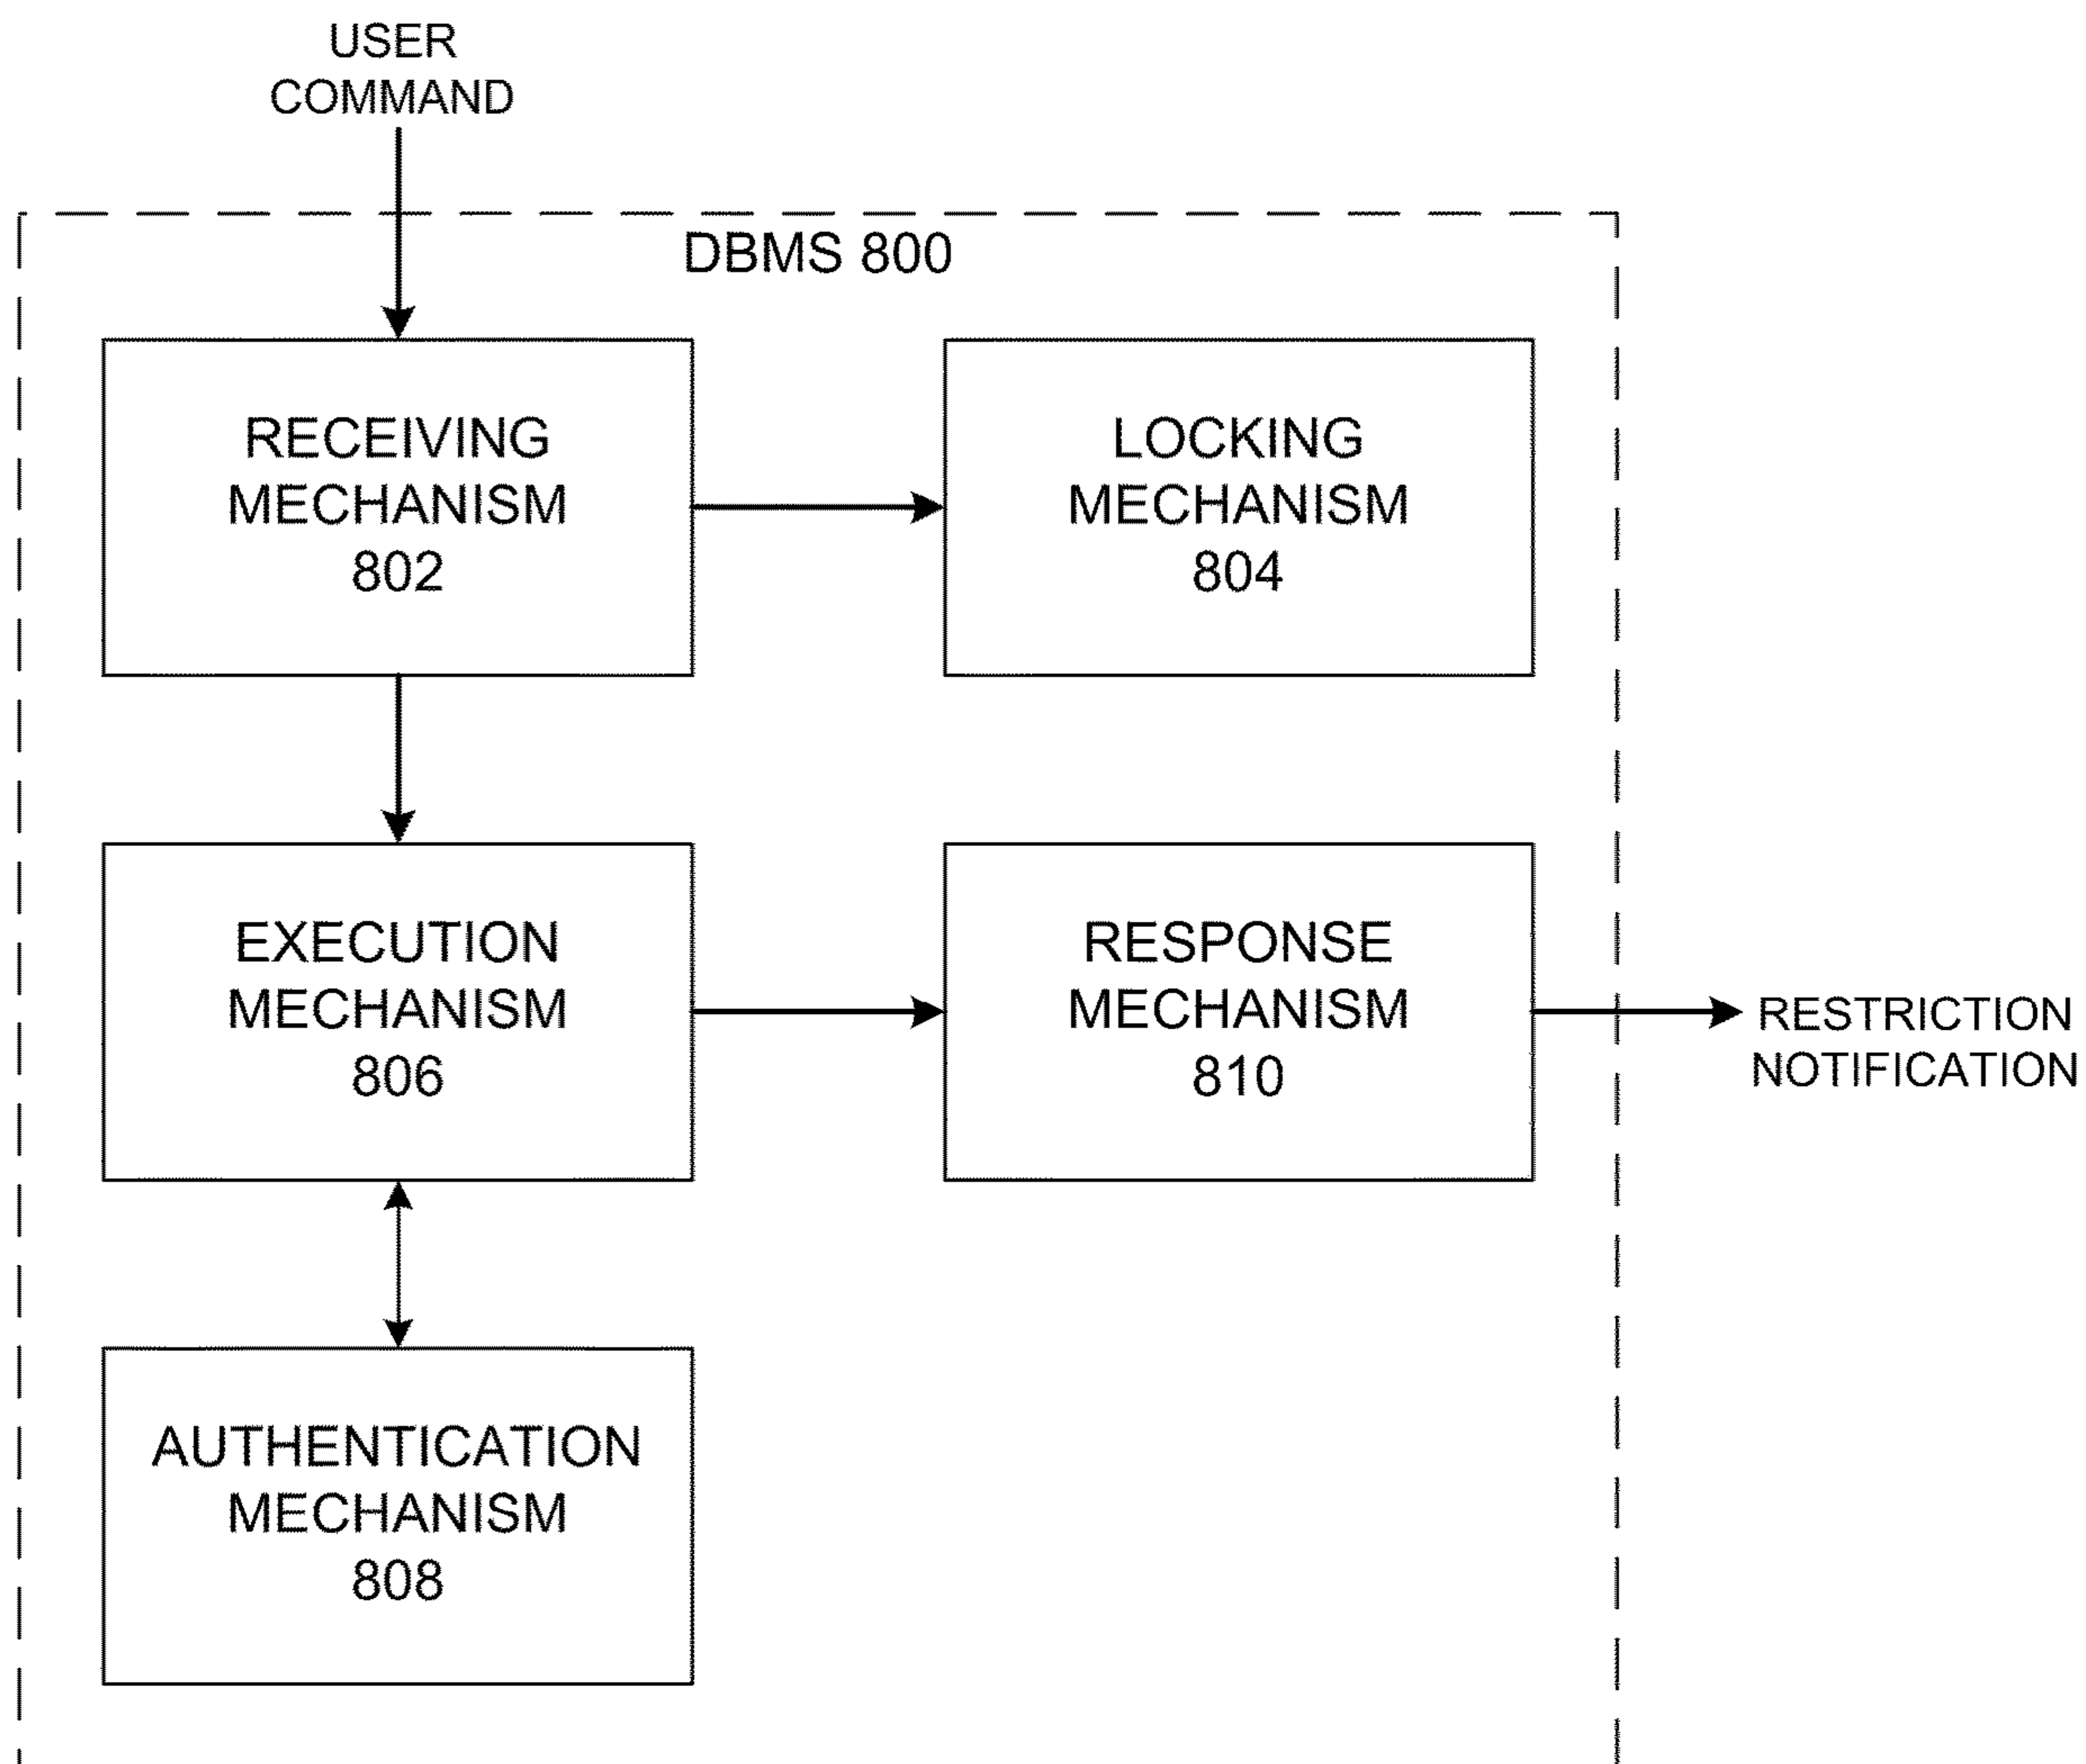 USER
COMMAND
DBMS 800
RECEIVING
MECHANISM
802
LOCKING
MECHANISM
804
EXECUTION
MECHANISM
806
RESPONSE
MECHANISM
810
RESTRICTION
NOTIFICATION
AUTHENTICATION
MECHANISM
808